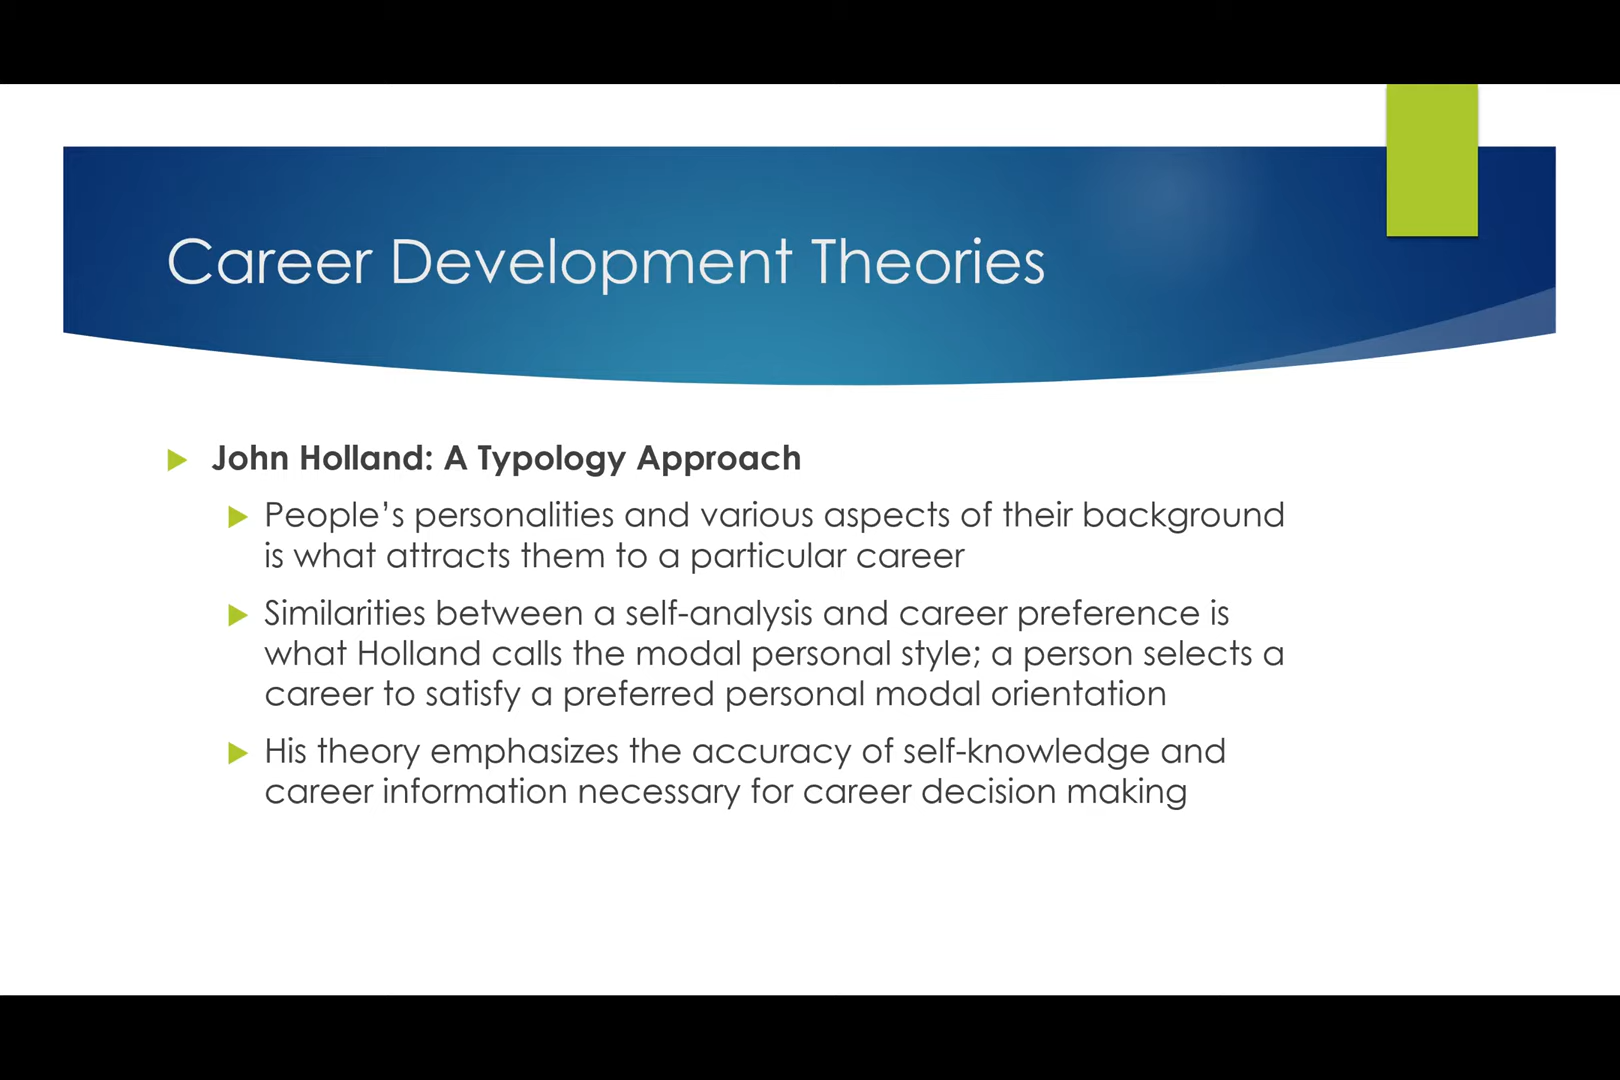 Career Development Theories
John Holland: A Typology Approach
People’s personalities and various aspects of their background
is what attracts them to a particular career
Similarities between a self-analysis and career preference is
what Holland calls the modal personal style; a person selects a
career to satisfy a preferred personal modal orientation
His theory emphasizes the accuracy of self-knowledge and
career information necessary for career decision making